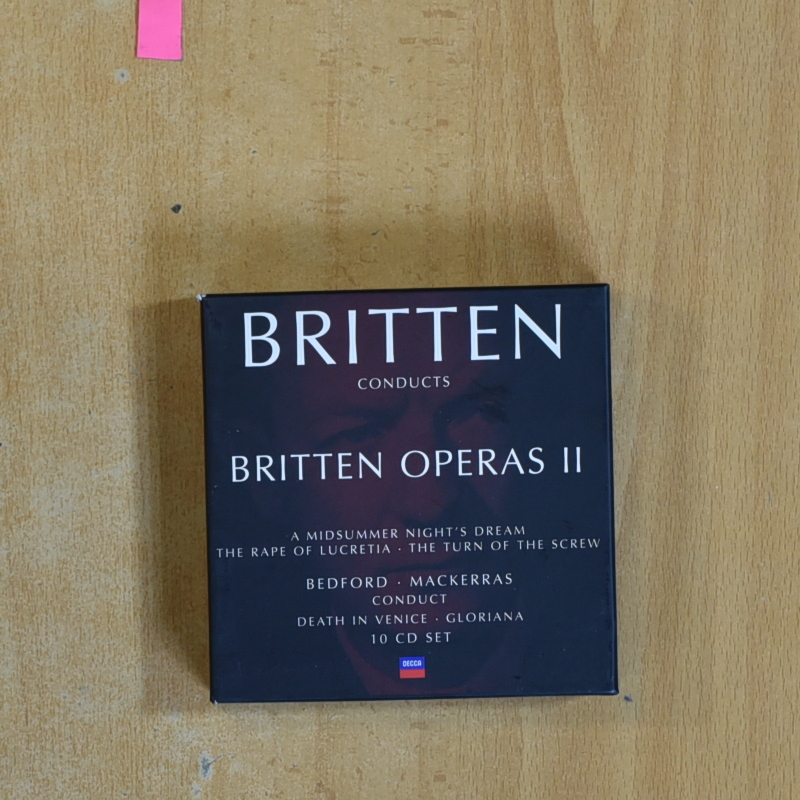 BRITTEN
CONDUCTS
BRITTEN OPERAS II
A MIDSUMMER NIGHT'S DREAM
THE RAPE OF LUCRETIA · THE TURN OF THE SCREW
BEDFORD · MACKERRAS
CONDUCT
DEATH IN VENICE · GLORIANA
10 CD SET
DECCA